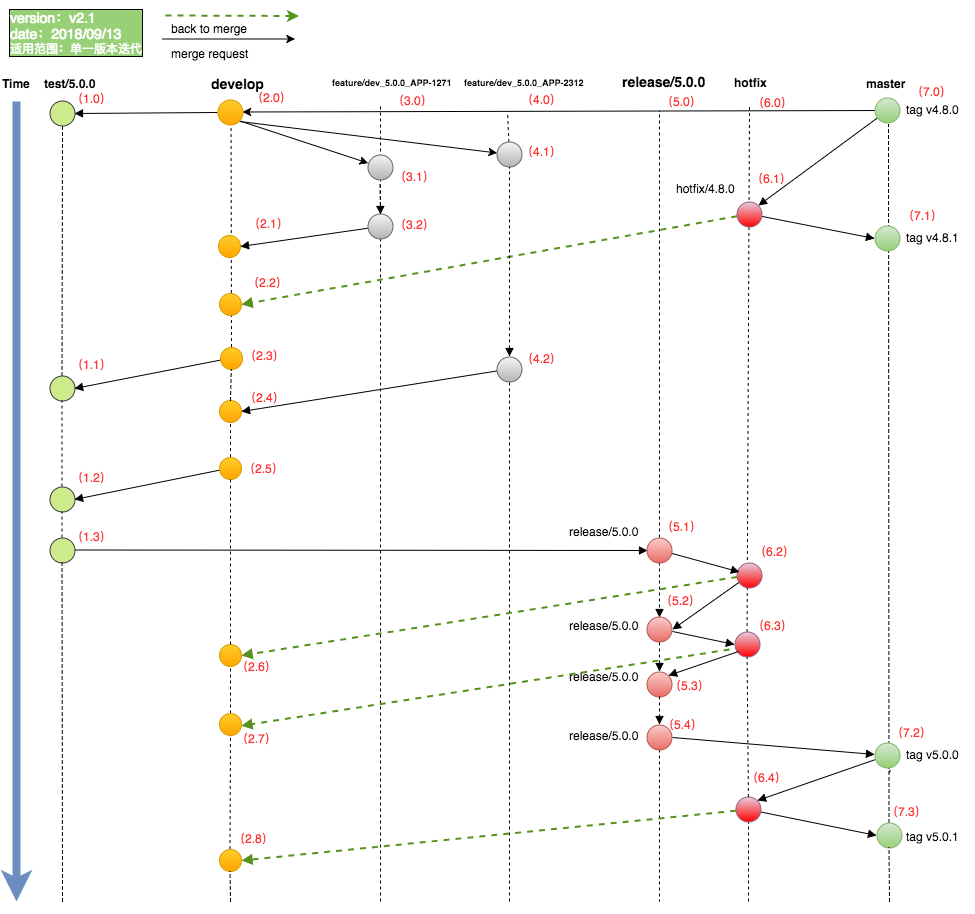 version：v2.1
date：2018/09/13
适用范围：单一版本迭代
back to merge
merge request
Time
test/5.0.0
develop
feature/dev_5.0.0_APP-1271
feature/dev_5.0.0_APP-2312
release/5.0.0
hotfix
master
(1.0)
(2.0)
(3.0)
(4.0)
(5.0)
(6.0)
(7.0)
tag v4.8.0
(3.1)
(4.1)
(6.1)
hotfix/4.8.0
(2.1)
(3.2)
(7.1)
tag v4.8.1
(2.2)
(1.1)
(2.3)
(4.2)
(2.4)
(1.2)
(2.5)
(1.3)
release/5.0.0
(5.1)
(6.2)
(5.2)
release/5.0.0
(6.3)
(2.6)
release/5.0.0
(5.3)
(2.7)
release/5.0.0
(5.4)
(7.2)
tag v5.0.0
(6.4)
(7.3)
tag v5.0.1
(2.8)